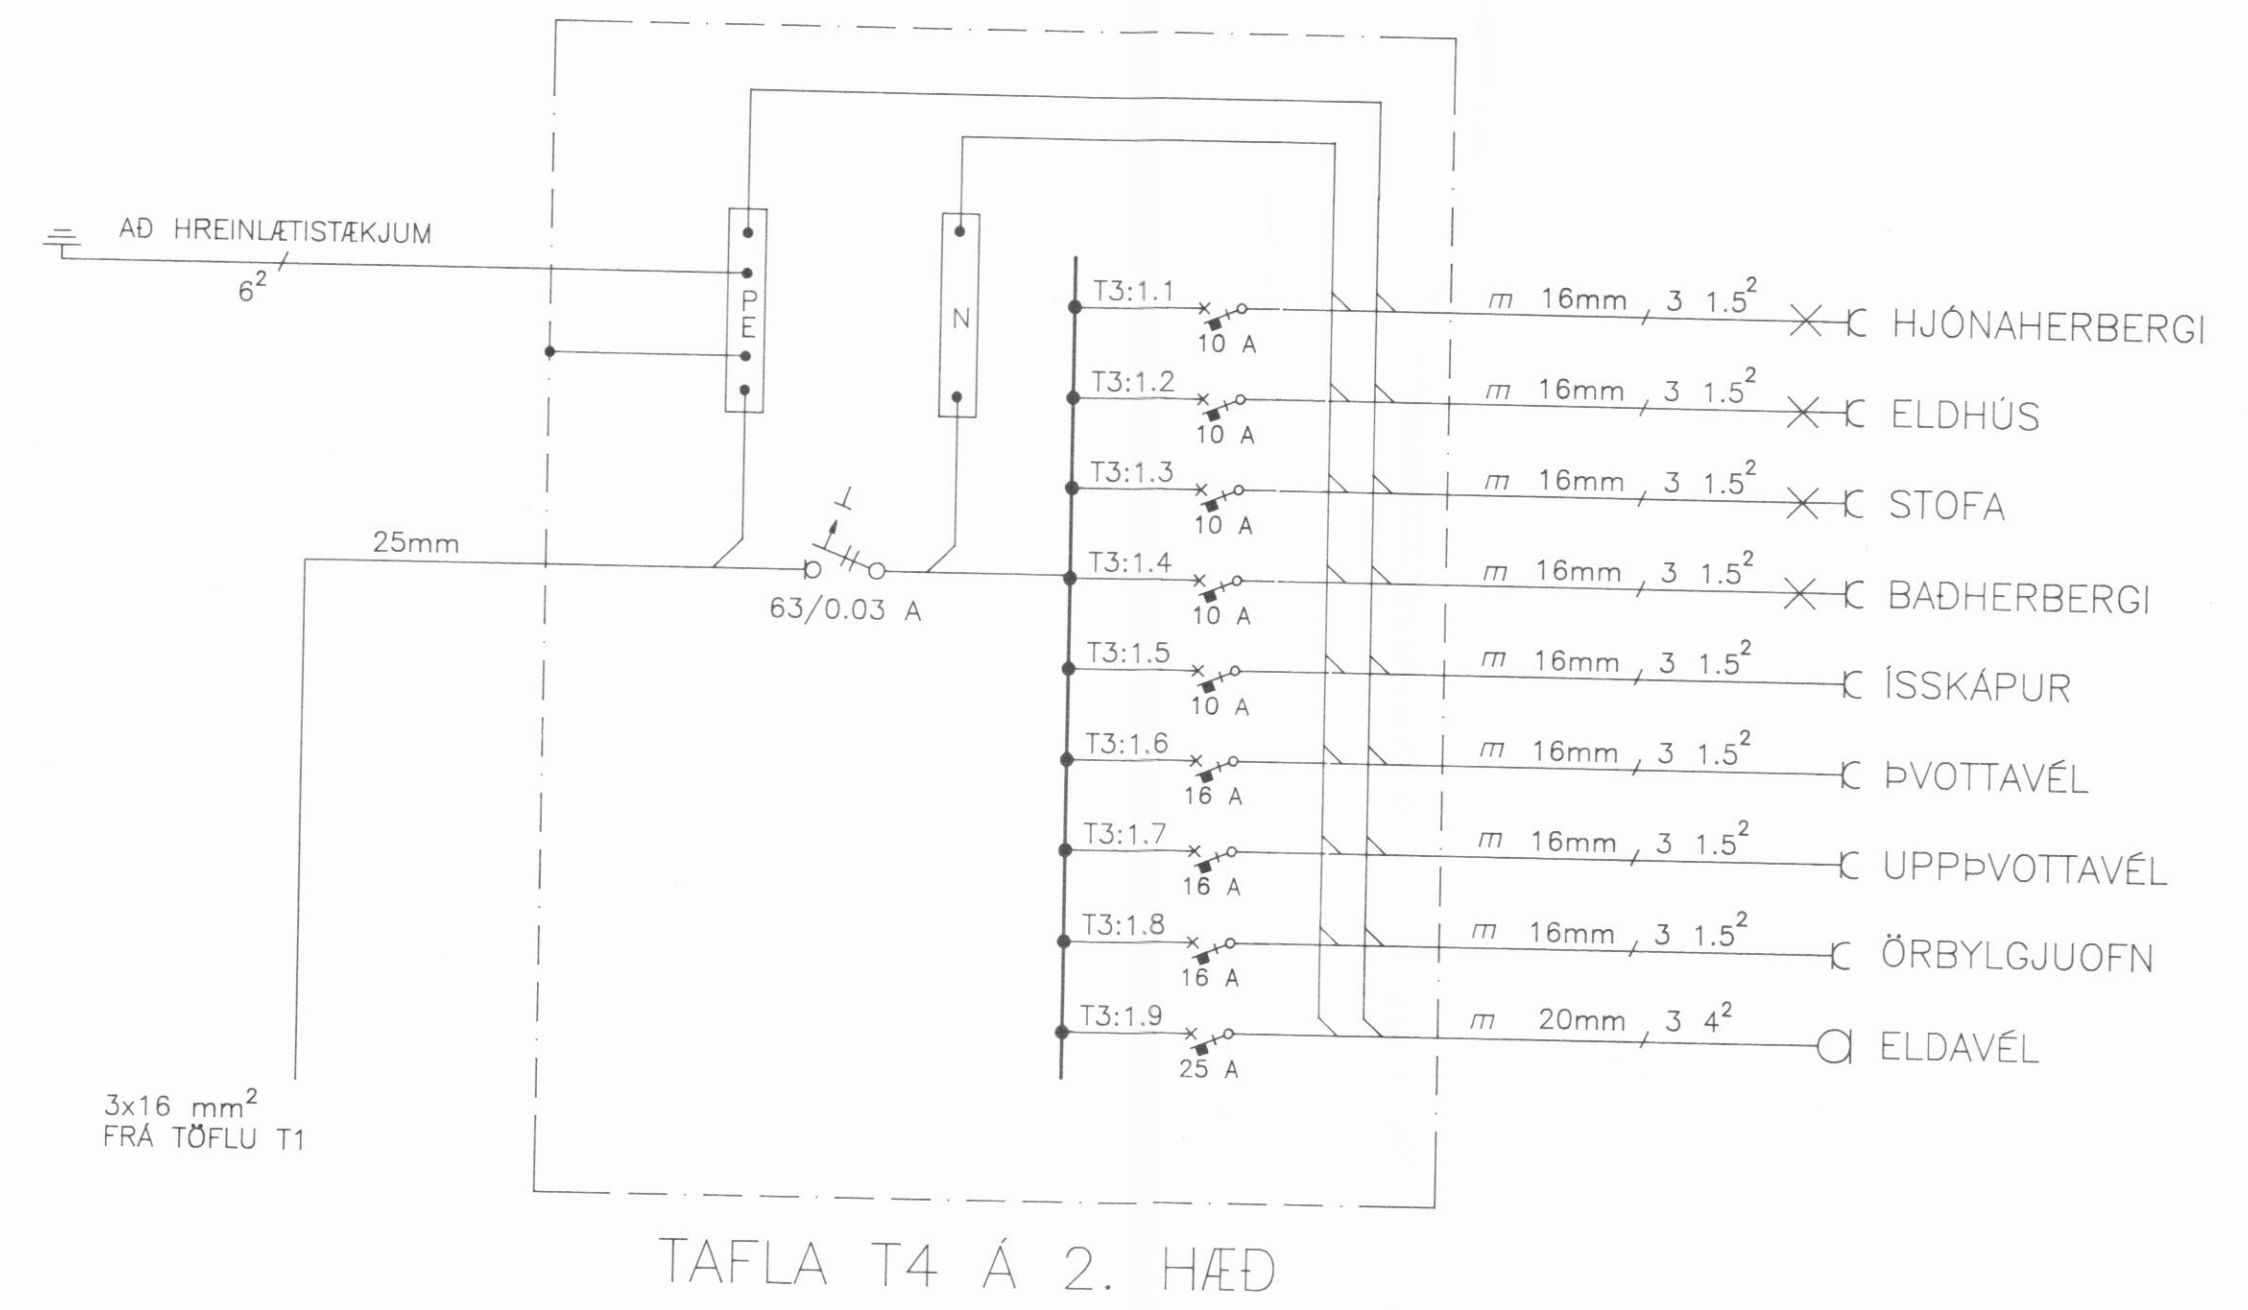 AÐ HREINLÆTISTÆKJUM
6²
PE
N
25mm
63/0.03 A
3x16 mm²
FRÁ TÖFLU T1
T3:1.1 10 A m 16mm 3 1.5² HJÓNAHERBERGI
T3:1.2 10 A m 16mm 3 1.5² ELDHÚS
T3:1.3 10 A m 16mm 3 1.5² STOFA
T3:1.4 10 A m 16mm 3 1.5² BAÐHERBERGI
T3:1.5 10 A m 16mm 3 1.5² ÍSSKÁPUR
T3:1.6 16 A m 16mm 3 1.5² ÞVOTTAVÉL
T3:1.7 16 A m 16mm 3 1.5² UPPÞVOTTAVÉL
T3:1.8 16 A m 16mm 3 1.5² ÖRBYLGJUOFN
T3:1.9 25 A m 20mm 3 4² ELDAVÉL
TAFLA T4 Á 2. HÆÐ